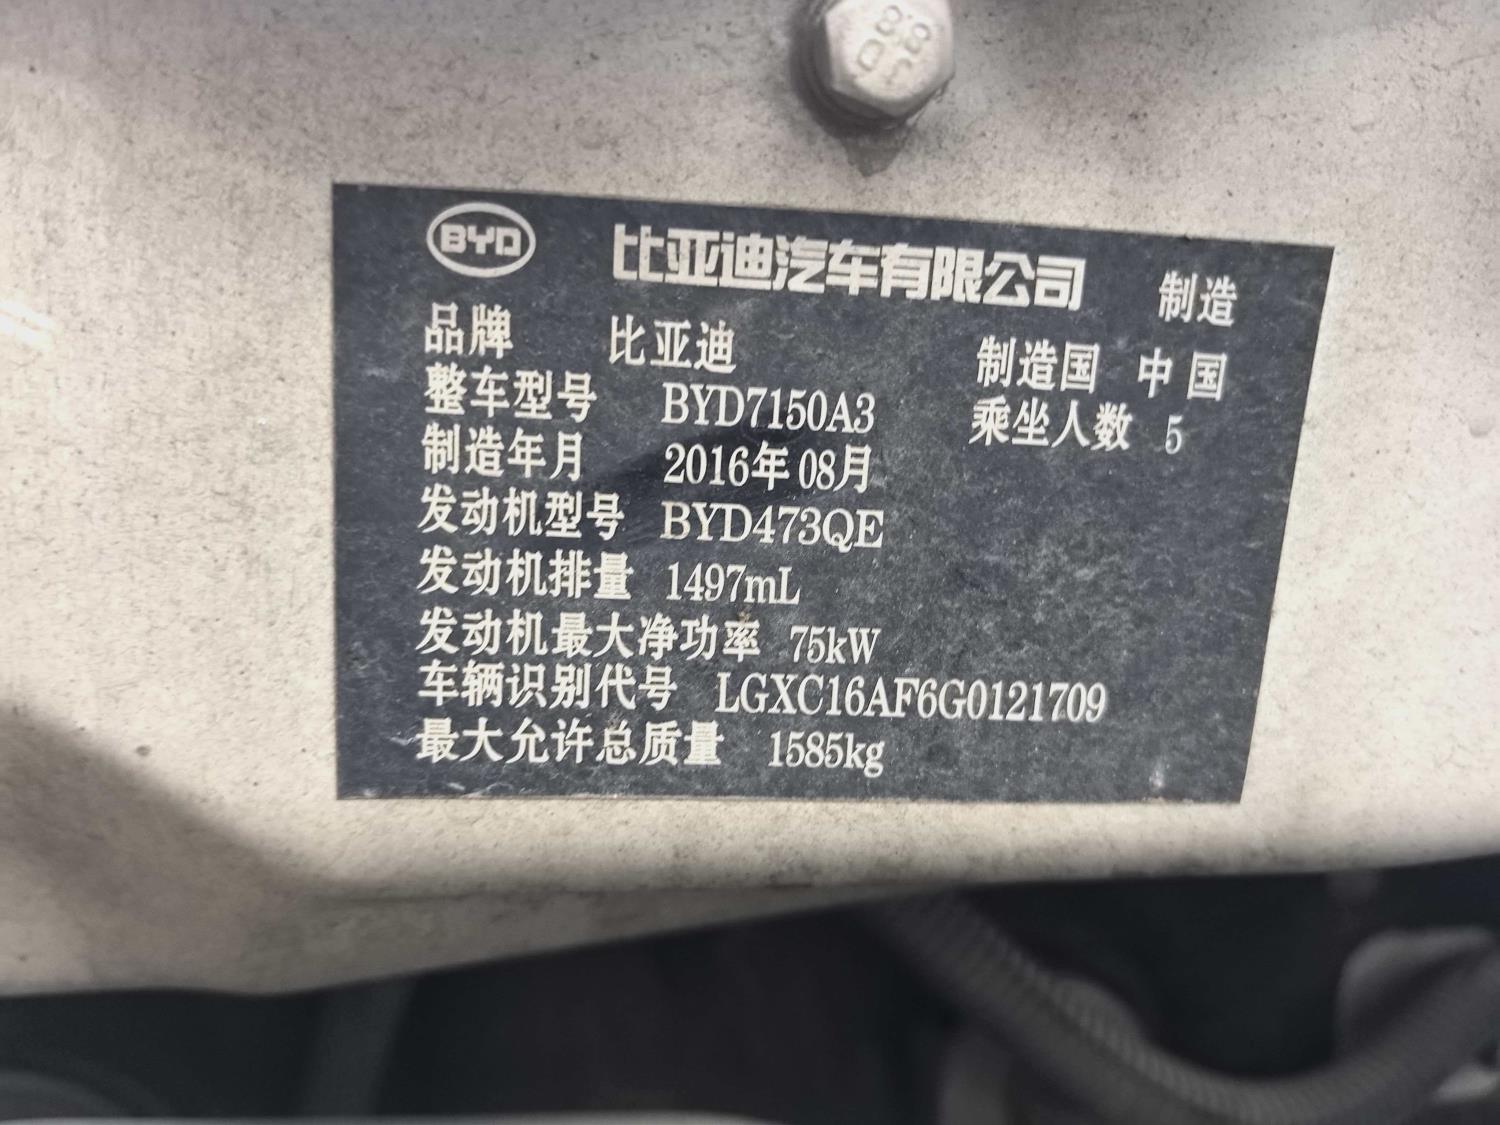 BYD 比亚迪汽车有限公司 制造
品牌 比亚迪 制造国 中国
整车型号 BYD7150A3 乘坐人数 5
制造年月 2016年08月
发动机型号 BYD473QE
发动机排量 1497mL
发动机最大净功率 75kW
车辆识别代号 LGXC16AF6G0121709
最大允许总质量 1585kg